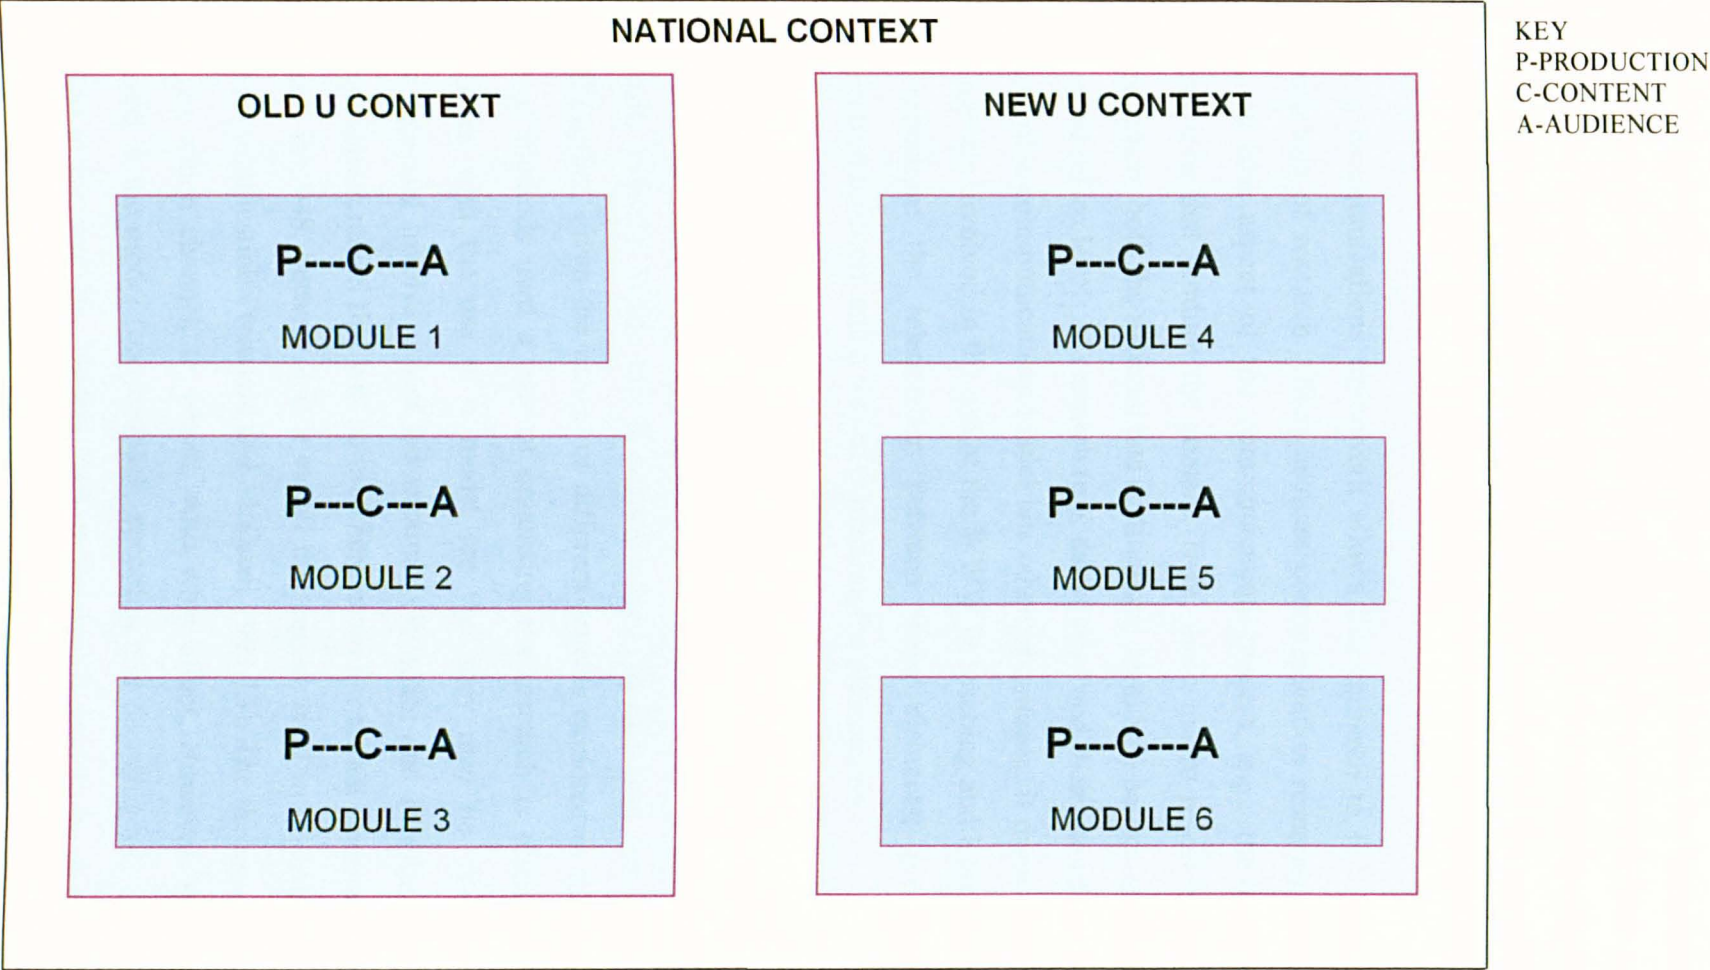 NATIONAL CONTEXT
OLD U CONTEXT
P---C---A
MODULE 1
P---C---A
MODULE 2
P---C---A
MODULE 3
NEW U CONTEXT
P---C---A
MODULE 4
P---C---A
MODULE 5
P---C---A
MODULE 6
KEY
P-PRODUCTION
C-CONTENT
A-AUDIENCE